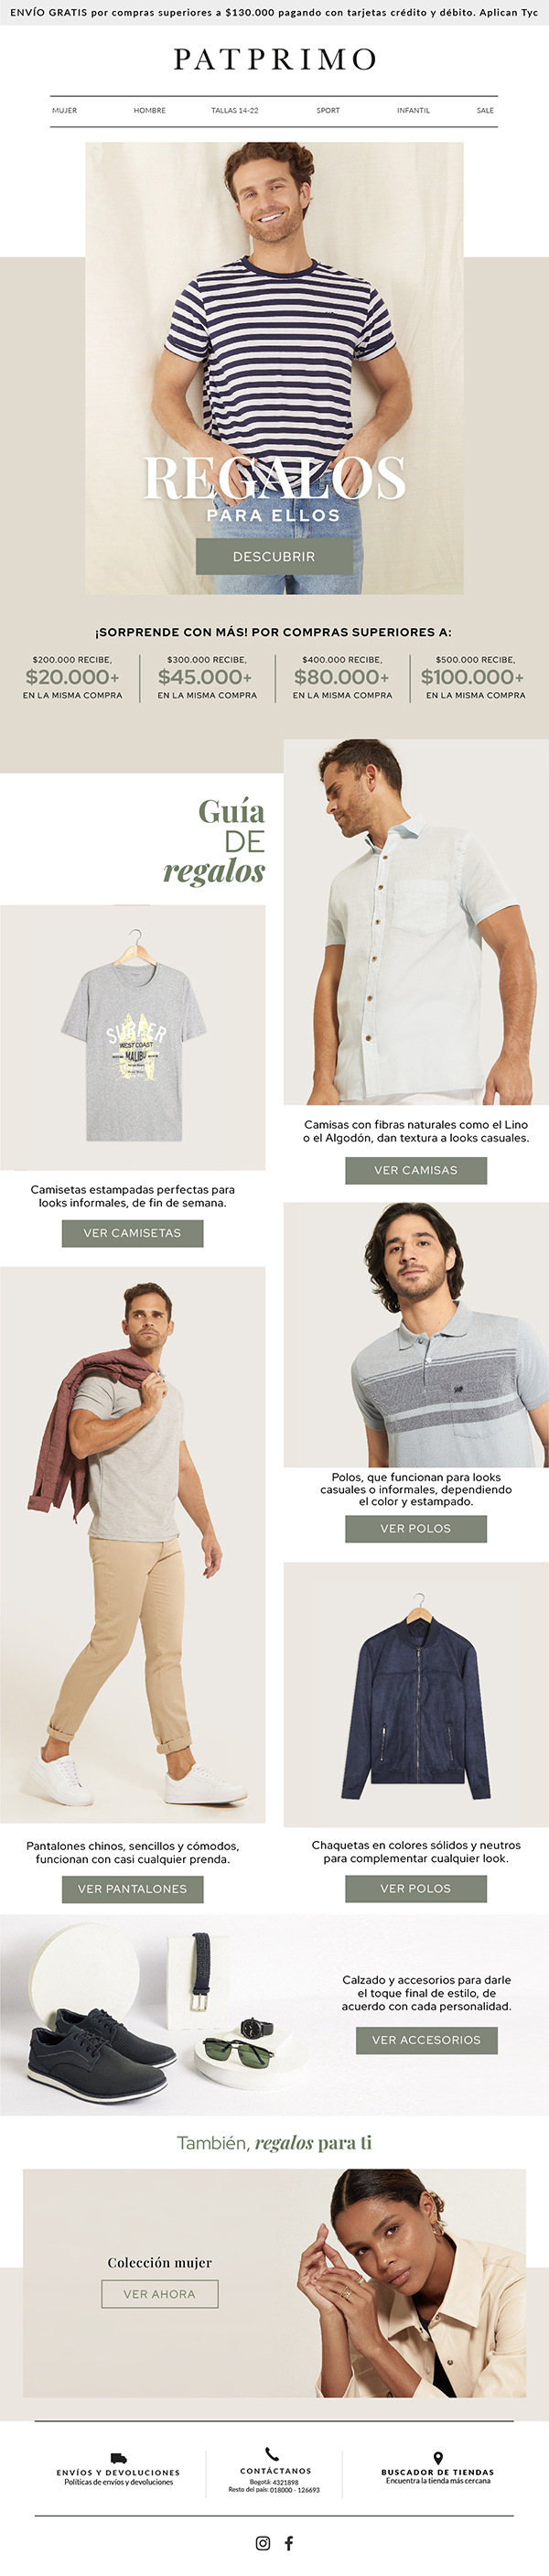 ENVÍO GRATIS por compras superiores a $130.000 pagando con tarjetas crédito y débito. Aplican Tyc
PATPRIMO
MUJER HOMBRE TALLAS 14-22 SPORT INFANTIL SALE
REGALOS
PARA ELLOS
DESCUBRIR
¡SORPRENDE CON MÁS! POR COMPRAS SUPERIORES A:
$200.000 RECIBE,
$20.000+
EN LA MISMA COMPRA
$300.000 RECIBE,
$45.000+
EN LA MISMA COMPRA
$400.000 RECIBE,
$80.000+
EN LA MISMA COMPRA
$500.000 RECIBE,
$100.000+
EN LA MISMA COMPRA
Guía
DE
regalos
SURFER
WEST COAST
MALIBU
Camisetas estampadas perfectas para
looks informales, de fin de semana.
VER CAMISETAS
Camisas con fibras naturales como el Lino
o el Algodón, dan textura a looks casuales.
VER CAMISAS
Polos, que funcionan para looks
casuales o informales, dependiendo
el color y estampado.
VER POLOS
Pantalones chinos, sencillos y cómodos,
funcionan con casi cualquier prenda.
VER PANTALONES
Chaquetas en colores sólidos y neutros
para complementar cualquier look.
VER POLOS
Calzado y accesorios para darle
el toque final de estilo, de
acuerdo con cada personalidad.
VER ACCESORIOS
También, regalos para ti
Colección mujer
VER AHORA
ENVÍOS Y DEVOLUCIONES
Políticas de envíos y devoluciones
CONTÁCTANOS
Bogotá: 4321898
Resto del país: 018000 - 126693
BUSCADOR DE TIENDAS
Encuentra la tienda más cercana